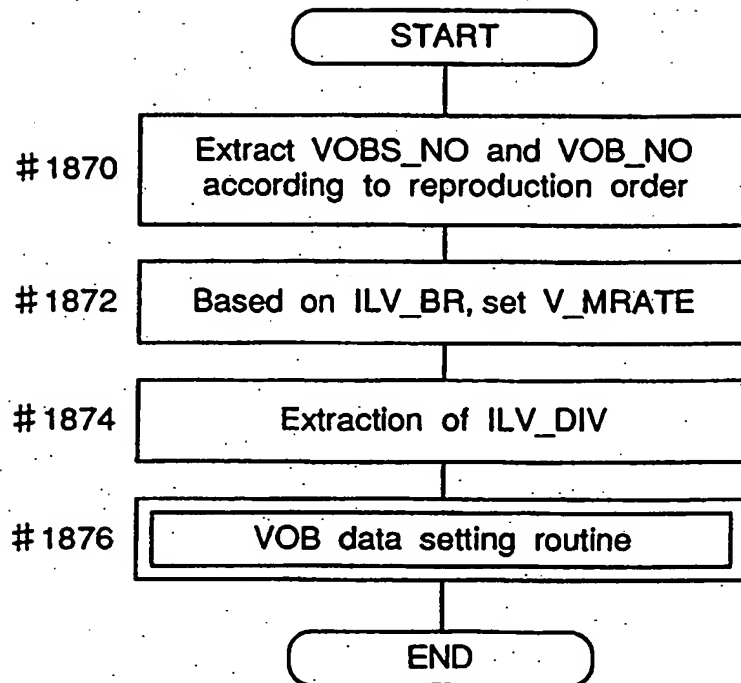 START
#1870
Extract VOBS_NO and VOB_NO
according to reproduction order
#1872
Based on ILV_BR, set V_MRATE
#1874
Extraction of ILV_DIV
#1876
VOB data setting routine
END